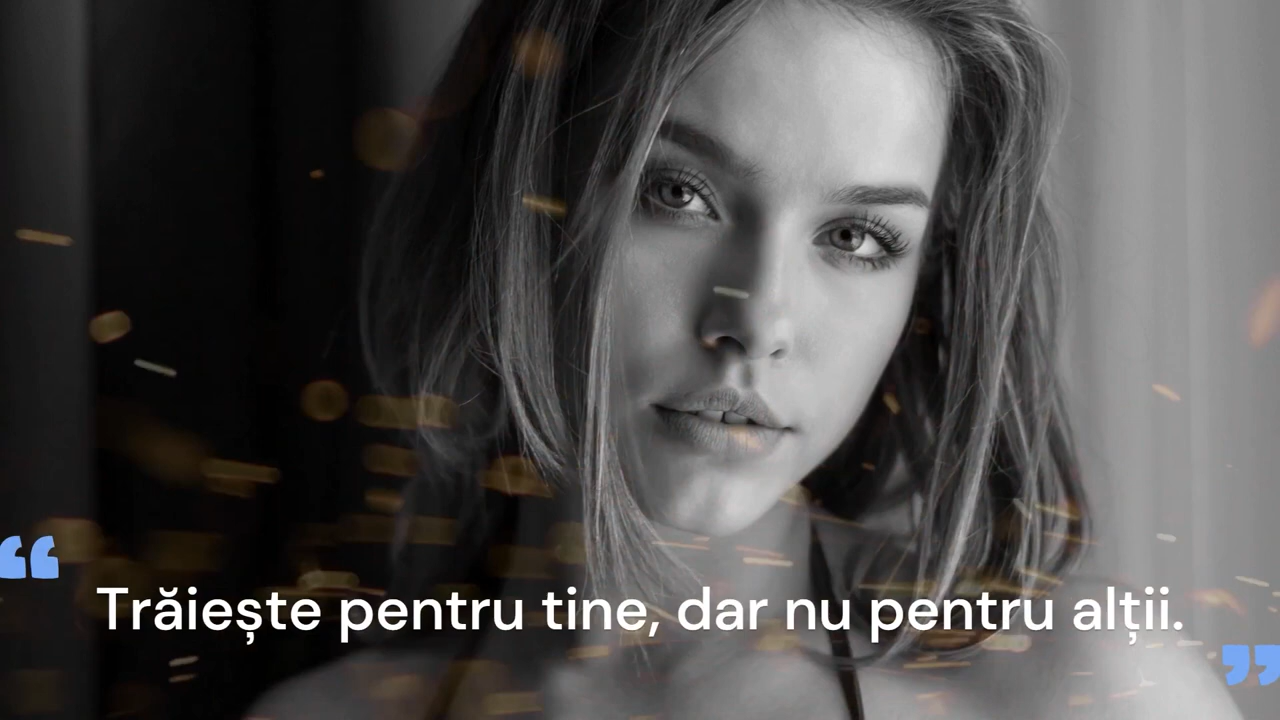 “Trăiește pentru tine, dar nu pentru alții.”